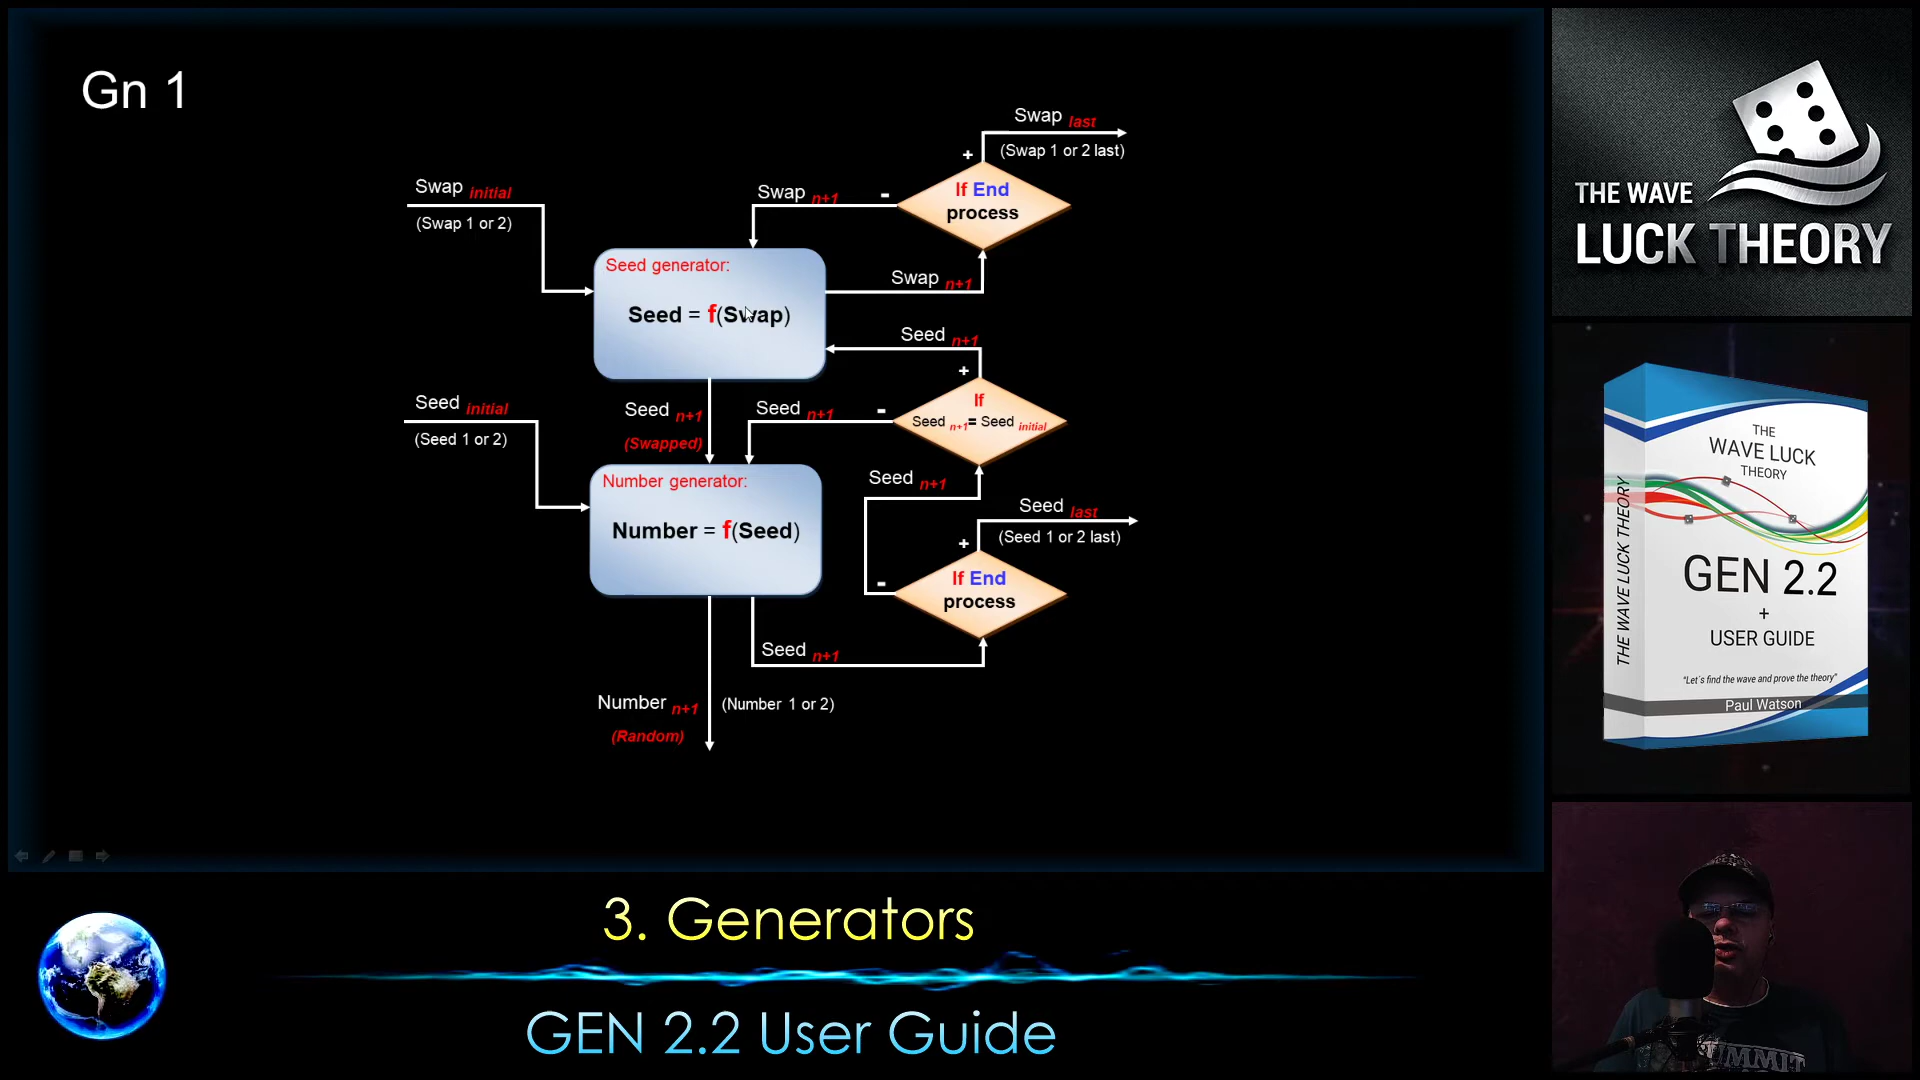 Gn 1
Swap last
(Swap 1 or 2 last)
+
If End
process
Swap initial
(Swap 1 or 2)
Swap n+1
-
Seed generator:
Seed = f(Swap)
Swap n+1
Seed n+1
+
If
Seed n+1= Seed initial
Seed initial
(Seed 1 or 2)
Seed n+1
(Swapped)
Seed n+1
-
Number generator:
Number = f(Seed)
Seed n+1
Seed last
(Seed 1 or 2 last)
+
-
If End
process
Seed n+1
Number n+1
(Number 1 or 2)
(Random)
THE WAVE
LUCK THEORY
THE WAVE LUCK THEORY
THE
WAVE LUCK
THEORY
GEN 2.2
+
USER GUIDE
"Let´s find the wave and prove the theory"
Paul Watson
3. Generators
GEN 2.2 User Guide